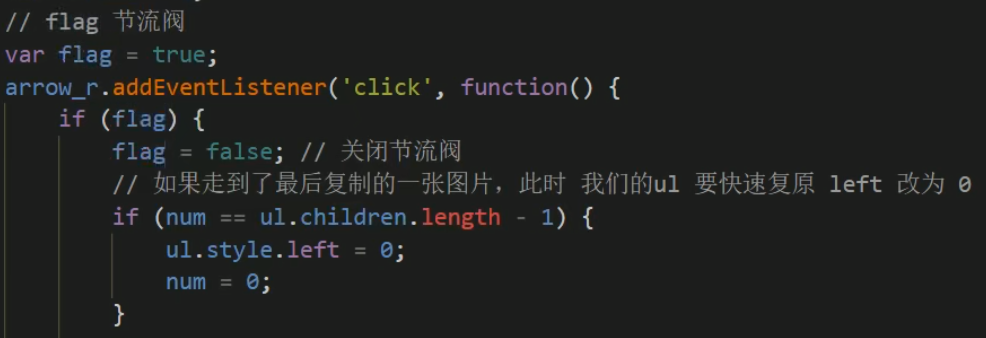 // flag 节流阀
var flag = true;
arrow_r.addEventListener('click', function() {
if (flag) {
flag = false; // 关闭节流阀
// 如果走到了最后复制的一张图片，此时 我们的ul 要快速复原 left 改为 0
if (num == ul.children.length - 1) {
ul.style.left = 0;
num = 0;
}